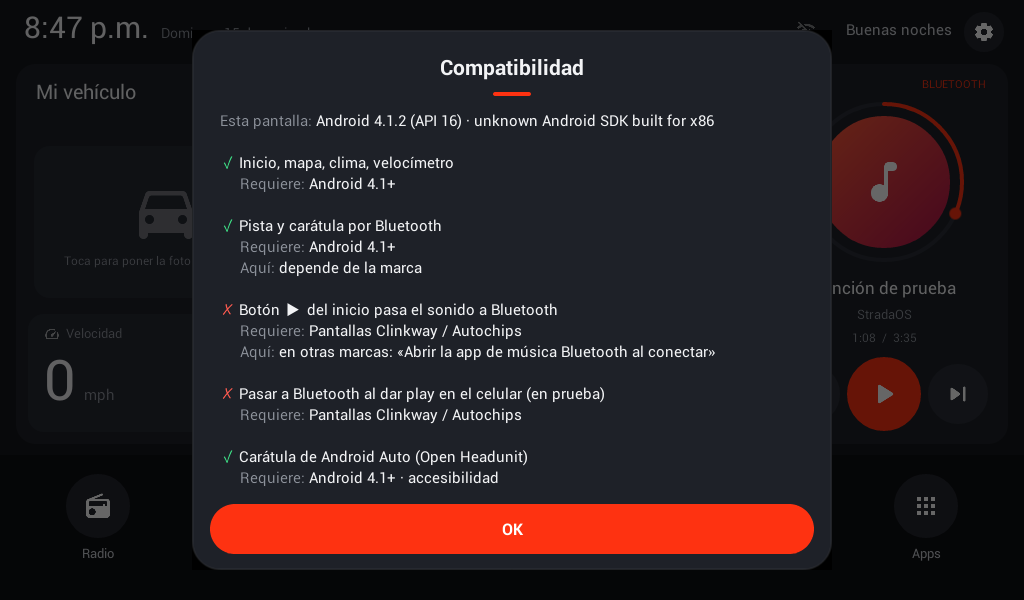 8:47 p.m.
Buenas noches
Mi vehículo
BLUETOOTH
Compatibilidad
Esta pantalla: Android 4.1.2 (API 16) · unknown Android SDK built for x86
√ Inicio, mapa, clima, velocímetro
Requiere: Android 4.1+
√ Pista y carátula por Bluetooth
Requiere: Android 4.1+
Aquí: depende de la marca
✗ Botón ▶ del inicio pasa el sonido a Bluetooth
Requiere: Pantallas Clinkway / Autochips
Aquí: en otras marcas: «Abrir la app de música Bluetooth al conectar»
✗ Pasar a Bluetooth al dar play en el celular (en prueba)
Requiere: Pantallas Clinkway / Autochips
√ Carátula de Android Auto (Open Headunit)
Requiere: Android 4.1+ · accesibilidad
OK
Toca para poner la foto
Velocidad
0 mph
nción de prueba
StradaOS
1:08 / 3:35
Radio
Apps